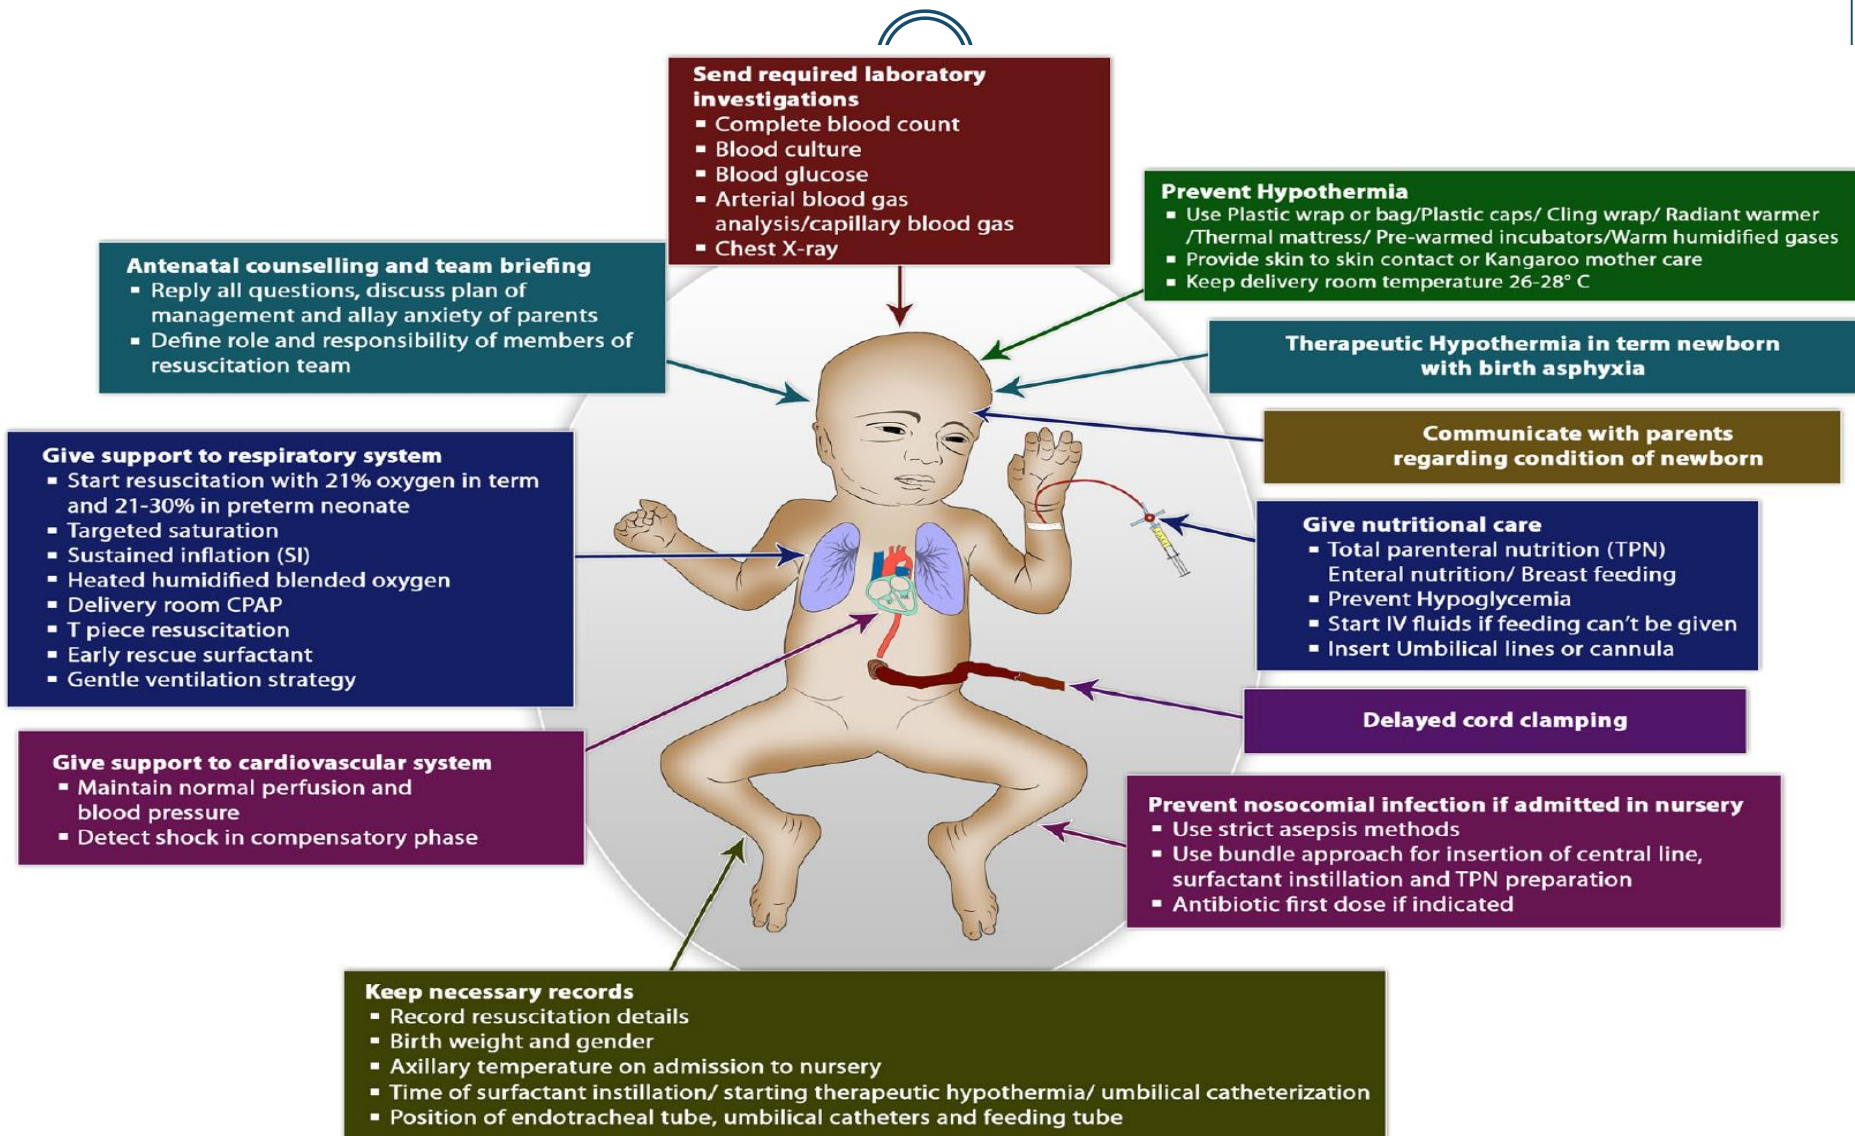 Send required laboratory
investigations
▪ Complete blood count
▪ Blood culture
▪ Blood glucose
▪ Arterial blood gas
analysis/capillary blood gas
▪ Chest X-ray
Prevent Hypothermia
▪ Use Plastic wrap or bag/Plastic caps/ Cling wrap/ Radiant warmer
/Thermal mattress/ Pre-warmed incubators/Warm humidified gases
▪ Provide skin to skin contact or Kangaroo mother care
▪ Keep delivery room temperature 26-28° C
Antenatal counselling and team briefing
▪ Reply all questions, discuss plan of
management and allay anxiety of parents
▪ Define role and responsibility of members of
resuscitation team
Therapeutic Hypothermia in term newborn
with birth asphyxia
Communicate with parents
regarding condition of newborn
Give support to respiratory system
▪ Start resuscitation with 21% oxygen in term
and 21-30% in preterm neonate
▪ Targeted saturation
▪ Sustained inflation (SI)
▪ Heated humidified blended oxygen
▪ Delivery room CPAP
▪ T piece resuscitation
▪ Early rescue surfactant
▪ Gentle ventilation strategy
Give nutritional care
▪ Total parenteral nutrition (TPN)
Enteral nutrition/ Breast feeding
▪ Prevent Hypoglycemia
▪ Start IV fluids if feeding can't be given
▪ Insert Umbilical lines or cannula
Delayed cord clamping
Give support to cardiovascular system
▪ Maintain normal perfusion and
blood pressure
▪ Detect shock in compensatory phase
Prevent nosocomial infection if admitted in nursery
▪ Use strict asepsis methods
▪ Use bundle approach for insertion of central line,
surfactant instillation and TPN preparation
▪ Antibiotic first dose if indicated
Keep necessary records
▪ Record resuscitation details
▪ Birth weight and gender
▪ Axillary temperature on admission to nursery
▪ Time of surfactant instillation/ starting therapeutic hypothermia/ umbilical catheterization
▪ Position of endotracheal tube, umbilical catheters and feeding tube